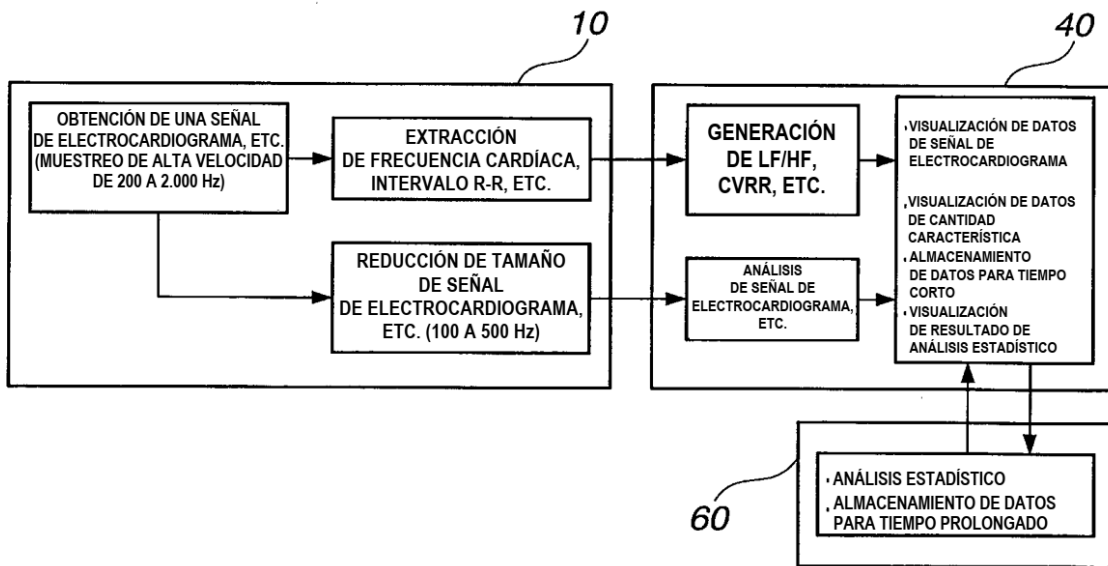 10
40
OBTENCIÓN DE UNA SEÑAL
DE ELECTROCARDIOGRAMA, ETC.
(MUESTREO DE ALTA VELOCIDAD
DE 200 A 2.000 Hz)
EXTRACCIÓN
DE FRECUENCIA CARDÍACA,
INTERVALO R-R, ETC.
REDUCCIÓN DE TAMAÑO
DE SEÑAL
DE ELECTROCARDIOGRAMA,
ETC. (100 A 500 Hz)
GENERACIÓN
DE LF/HF,
CVRR, ETC.
ANÁLISIS
DE SEÑAL DE
ELECTROCARDIOGRAMA,
ETC.
· VISUALIZACIÓN DE DATOS
DE SEÑAL DE
ELECTROCARDIOGRAMA
· VISUALIZACIÓN DE DATOS
DE CANTIDAD
CARACTERÍSTICA
· ALMACENAMIENTO
DE DATOS PARA TIEMPO
CORTO
· VISUALIZACIÓN
DE RESULTADO DE
ANÁLISIS ESTADÍSTICO
60
· ANÁLISIS ESTADÍSTICO
· ALMACENAMIENTO DE DATOS
PARA TIEMPO PROLONGADO